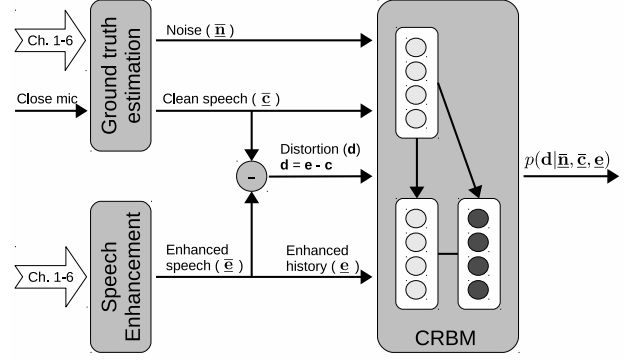 Ch. 1-6
Ground truth
estimation
Noise ( n̲̅ )
Close mic
Clean speech ( c̲̅ )
Distortion (d)
d = e - c
-
p(d|n̲̅, c̲̅, e̲)
Ch. 1-6
Speech
Enhancement
Enhanced
speech ( e̲̅ )
Enhanced
history ( e̲ )
CRBM